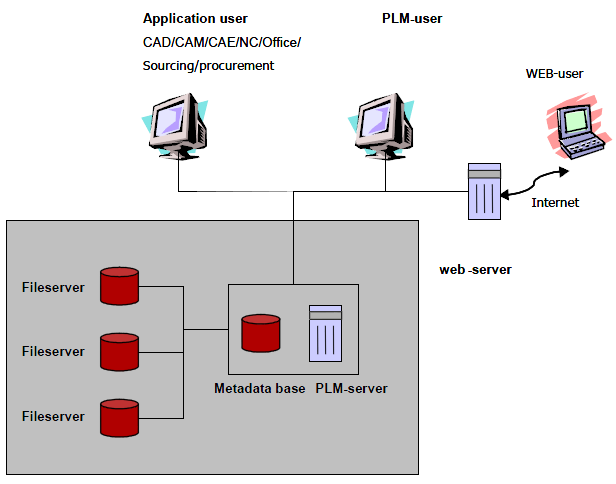 Application user
PLM-user
CAD/CAM/CAE/NC/Office/
Sourcing/procurement
WEB-user
Internet
web -server
Fileserver
Fileserver
Metadata base
PLM-server
Fileserver